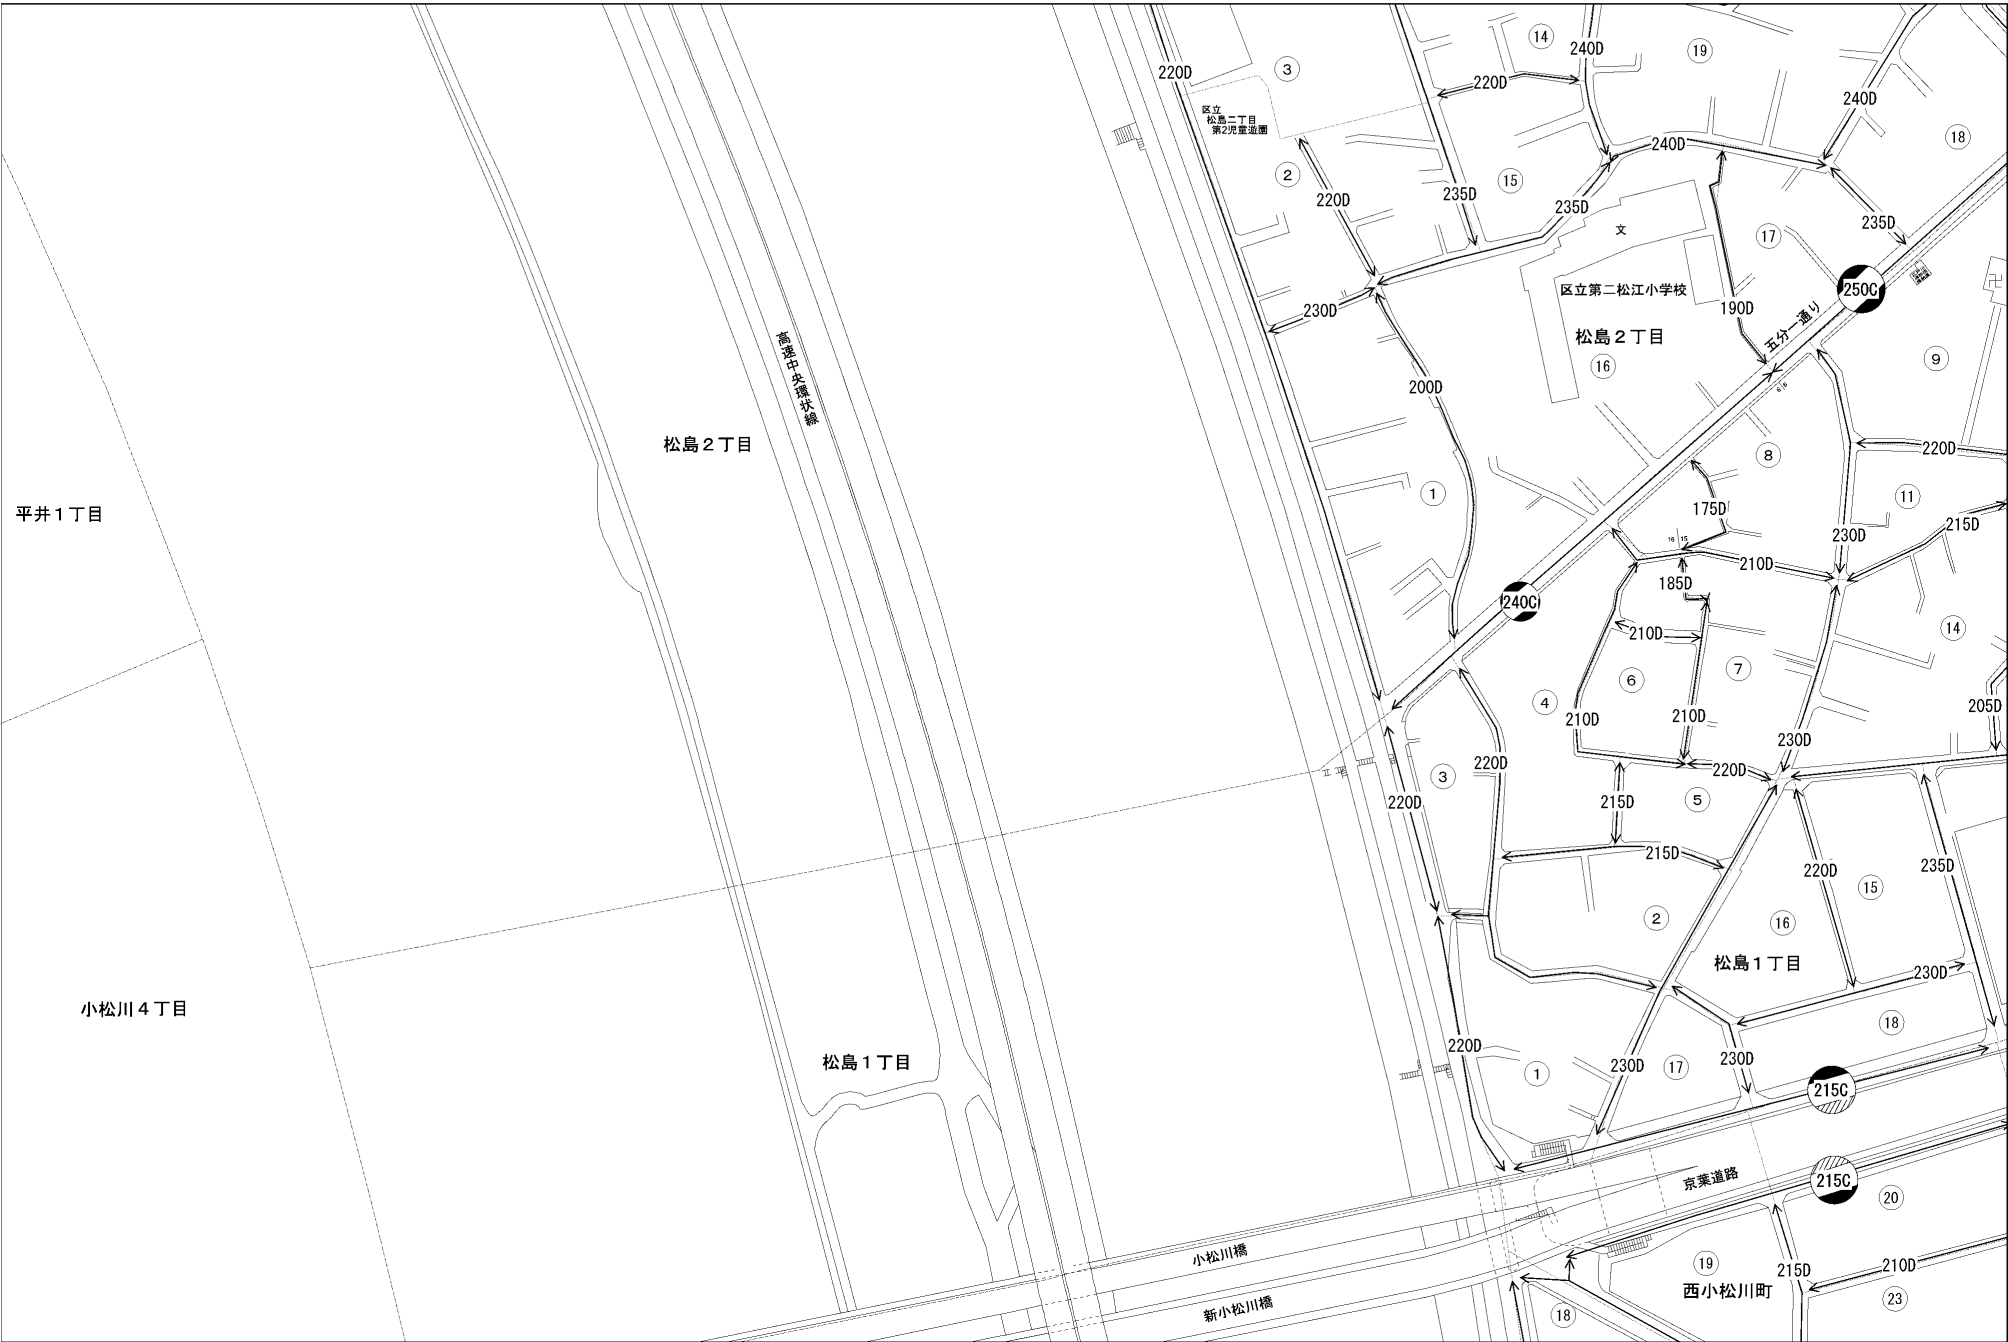 14
240D
19
220D
③
220D
240D
区立
松島二丁目
第2児童遊園
18
240D
②
15
220D
235D
235D
235D
文
17
区立第二松江小学校
250C
230D
190D
松島２丁目
五分一通り
高速中央環状線
16
⑨
200D
松島２丁目
220D
⑧
①
11
175D
215D
平井１丁目
230D
16
15
210D
185D
240C
210D
14
⑦
⑥
④
205D
210D
210D
230D
220D
220D
③
220D
215D
⑤
215D
220D
235D
15
②
16
松島１丁目
230D
小松川４丁目
18
220D
松島１丁目
230D
230D
17
①
215C
京葉道路
215C
20
小松川橋
19
215D
210D
西小松川町
新小松川橋
18
23